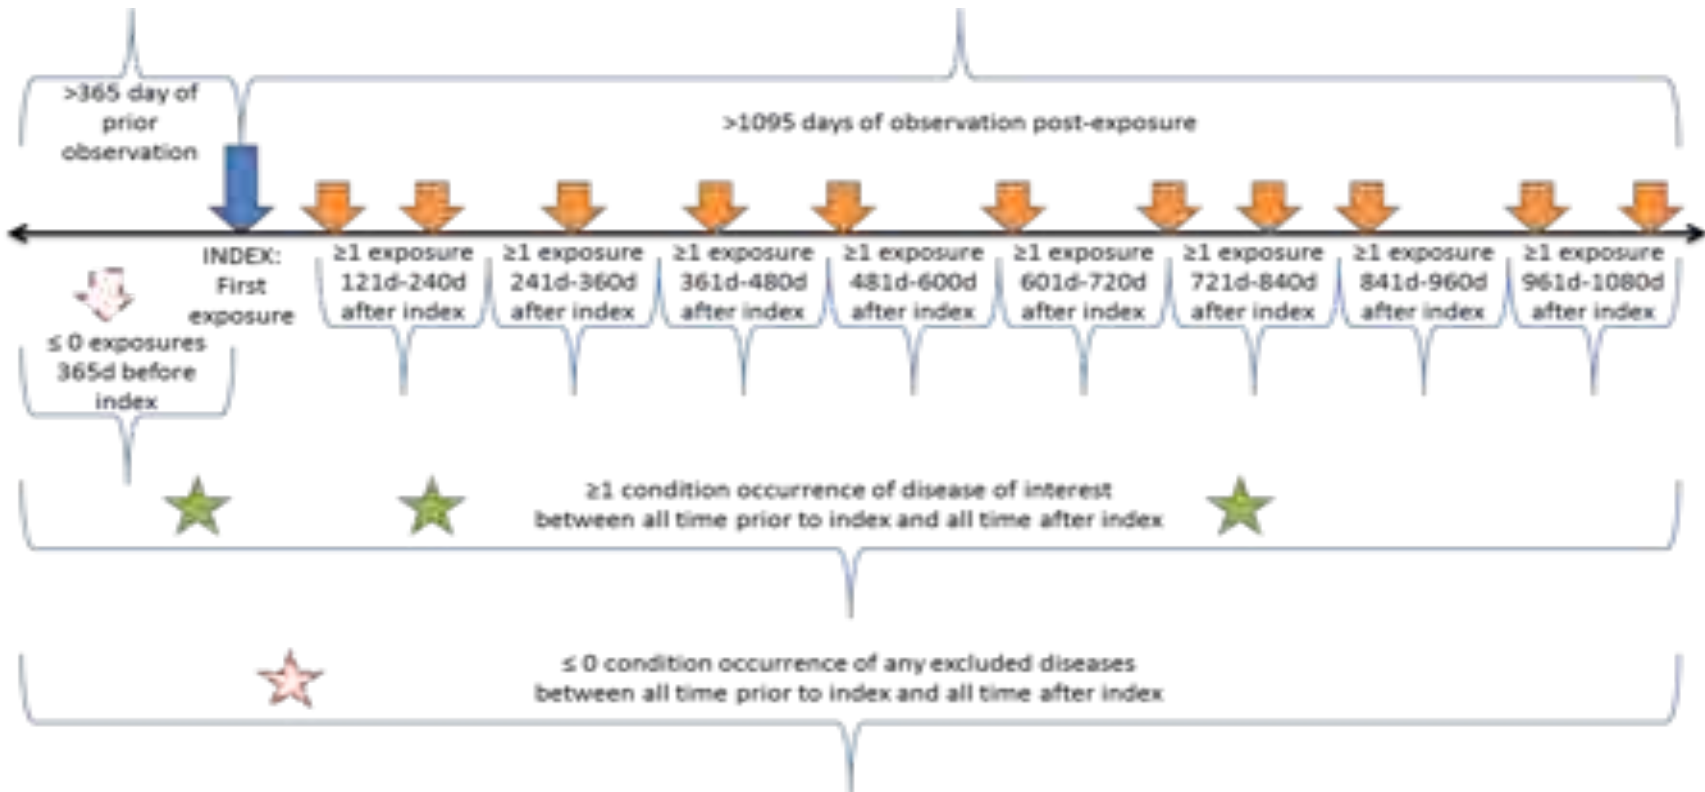 >365 day of
prior
observation
>1095 days of observation post-exposure
INDEX:
First
exposure
≥1 exposure
121d-240d
after index
≥1 exposure
241d-360d
after index
≥1 exposure
361d-480d
after index
≥1 exposure
481d-600d
after index
≥1 exposure
601d-720d
after index
≥1 exposure
721d-840d
after index
≥1 exposure
841d-960d
after index
≥1 exposure
961d-1080d
after index
≤ 0 exposures
365d before
index
≥1 condition occurrence of disease of interest
between all time prior to index and all time after index
≤ 0 condition occurrence of any excluded diseases
between all time prior to index and all time after index